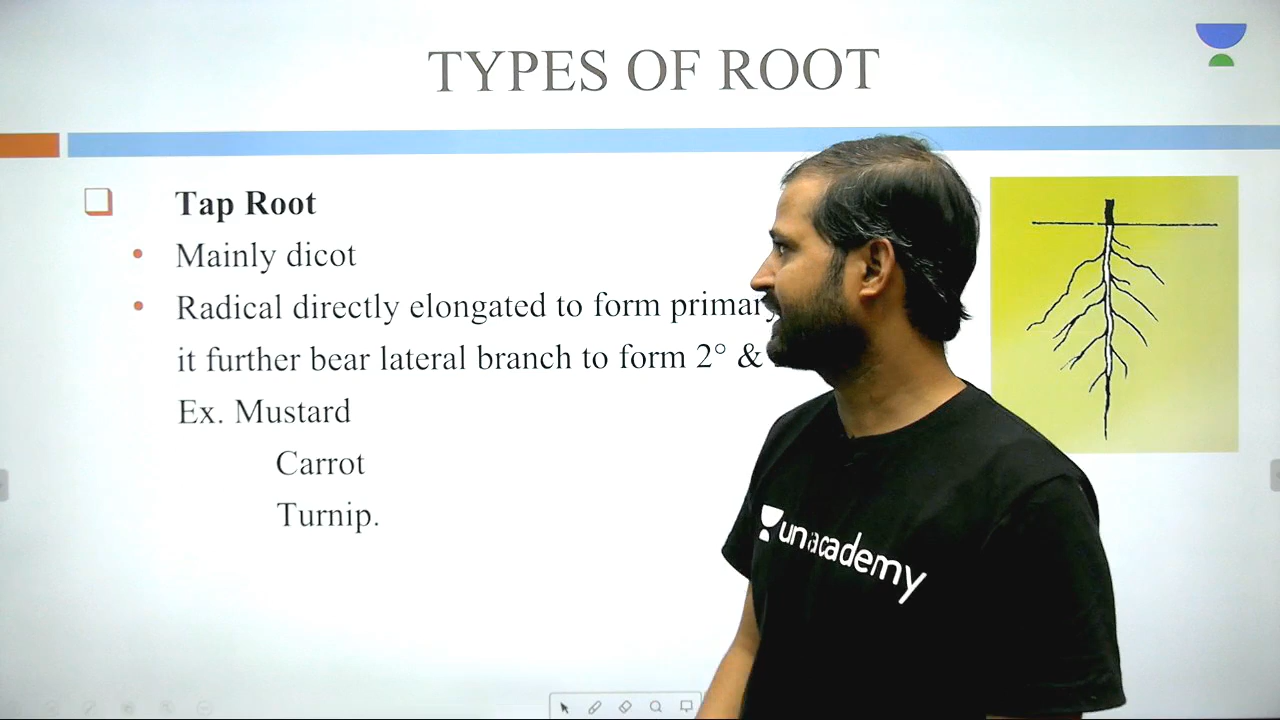 TYPES OF ROOT
Tap Root
Mainly dicot
Radical directly elongated to form primary
it further bear lateral branch to form 2° &
Ex. Mustard
Carrot
Turnip.
unacademy